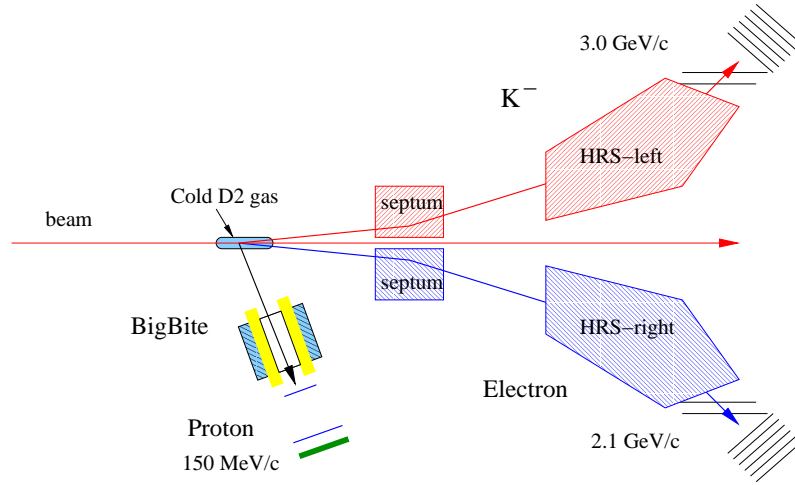 3.0 GeV/c
K−
HRS−left
Cold D2 gas
septum
beam
septum
BigBite
HRS−right
Electron
Proton
2.1 GeV/c
150 MeV/c